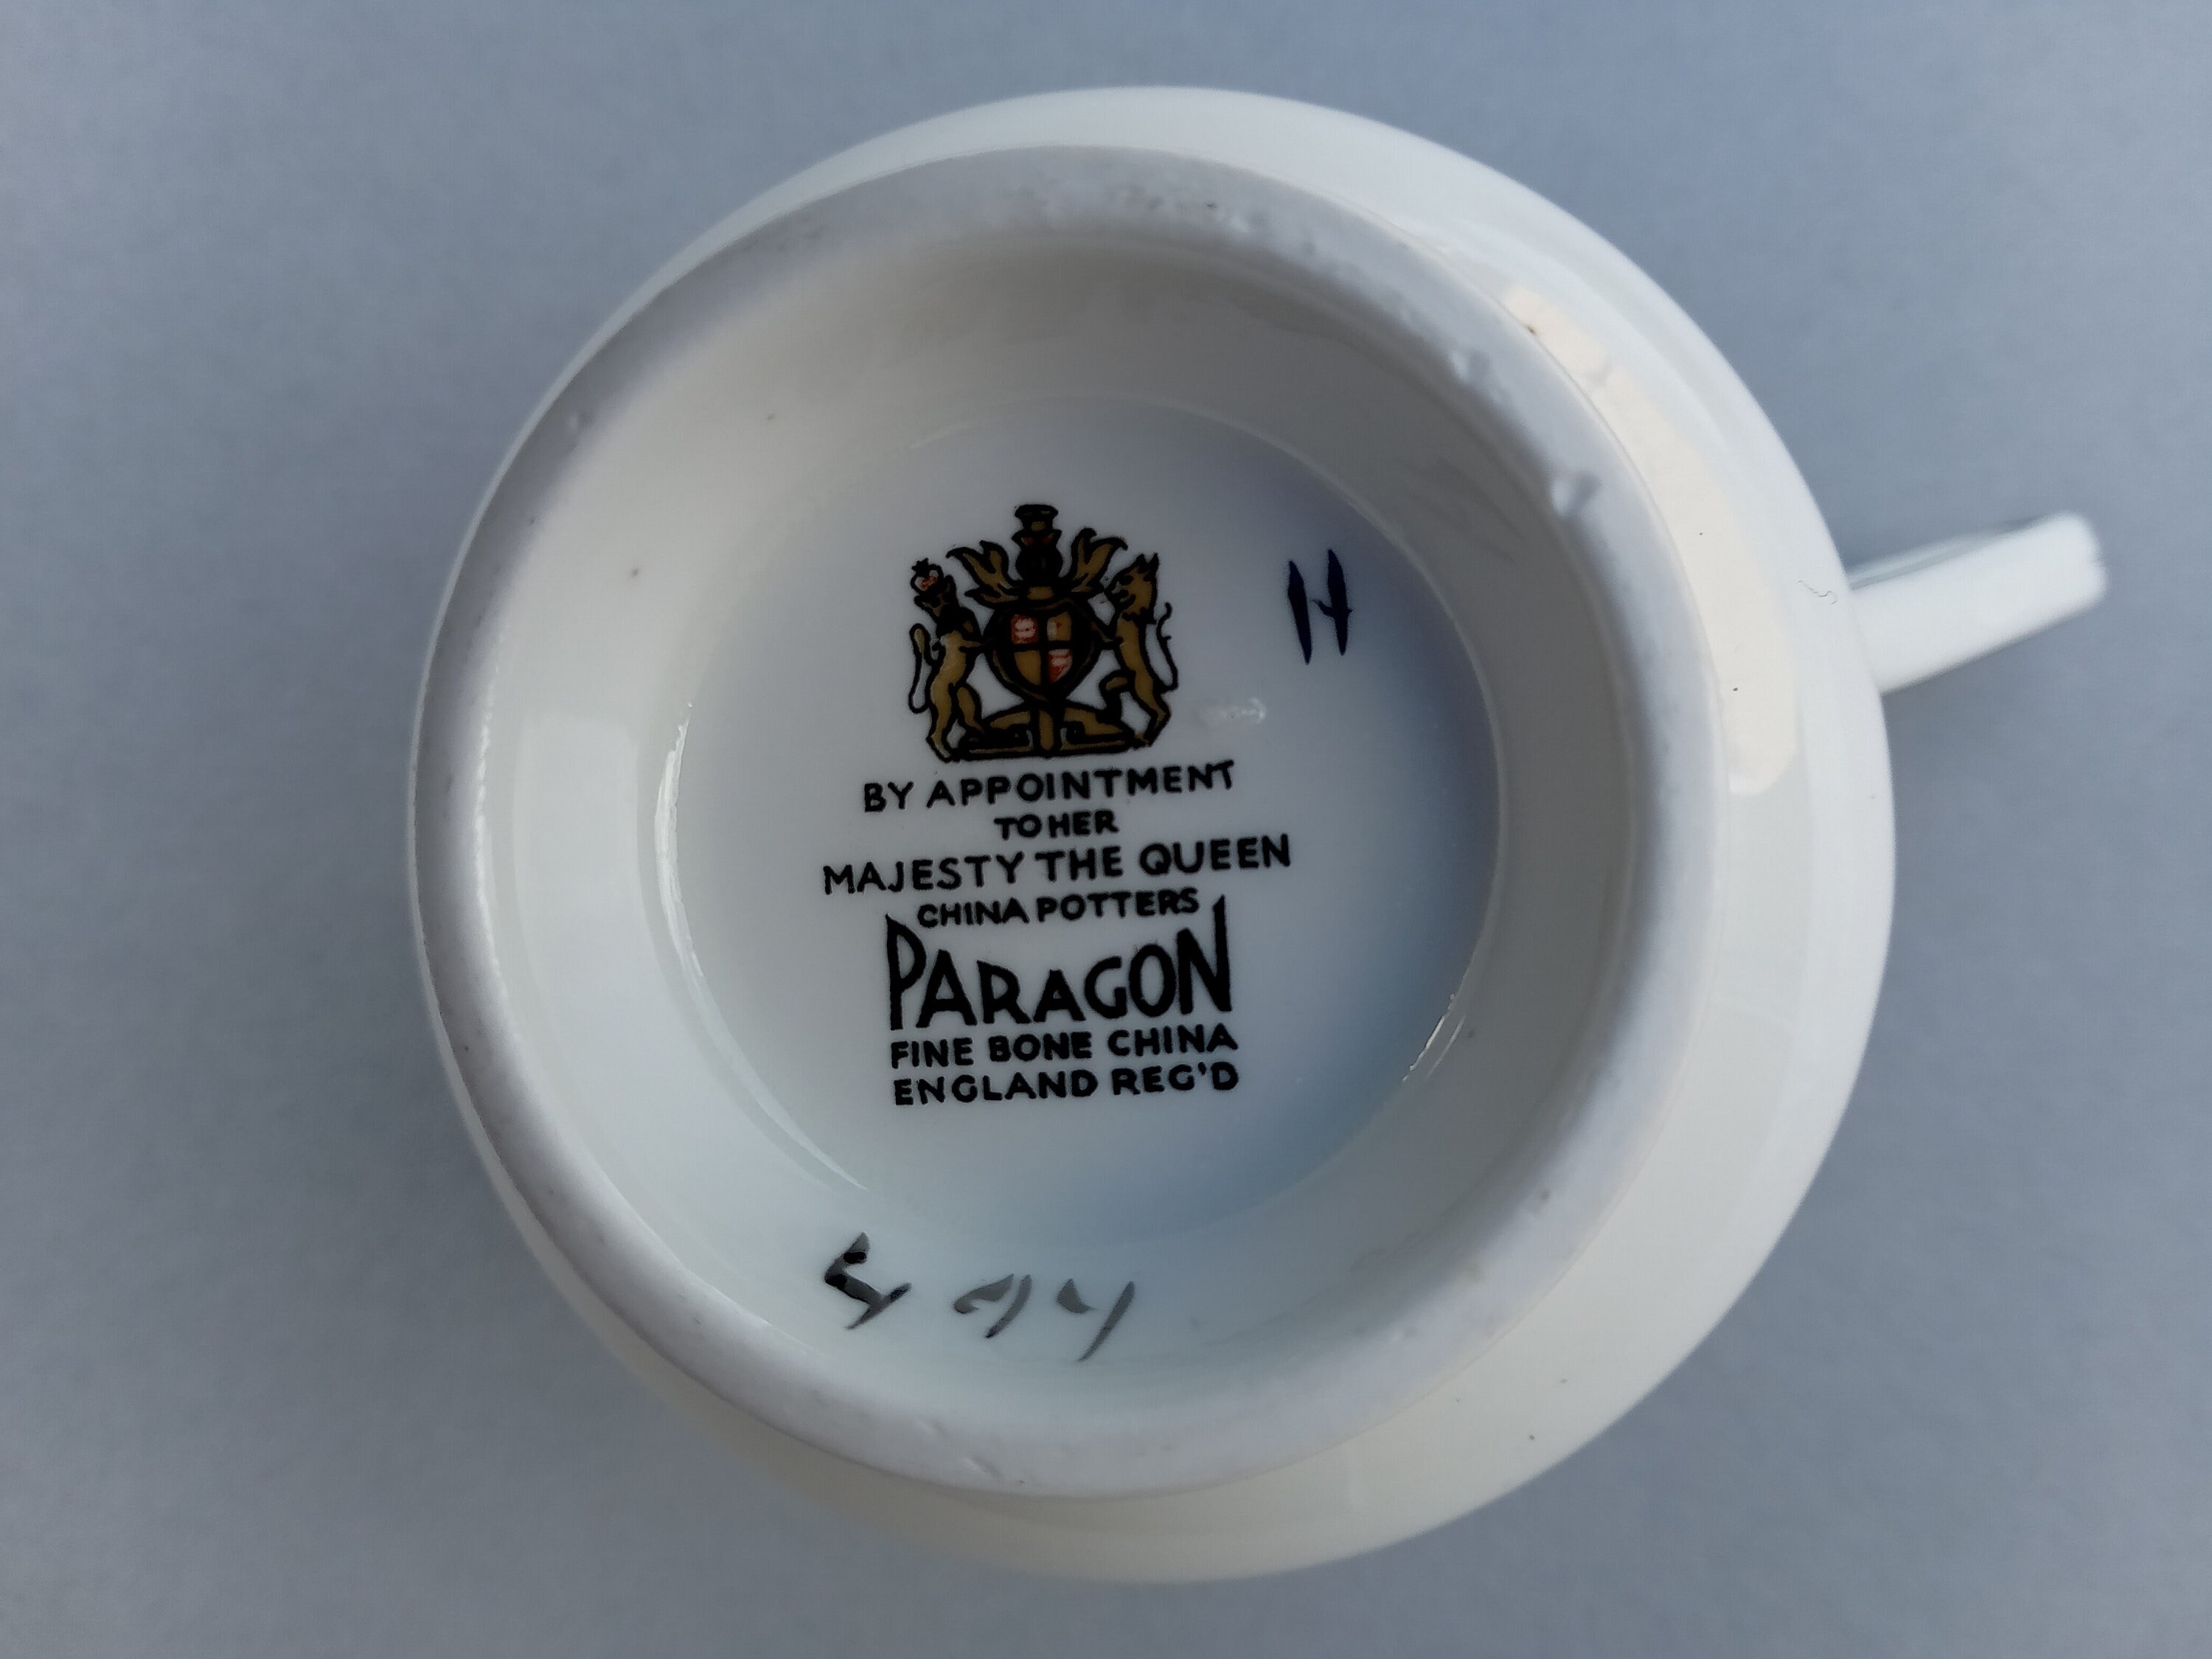 H
BY APPOINTMENT
TO HER
MAJESTY THE QUEEN
CHINA POTTERS
PARAGON
FINE BONE CHINA
ENGLAND REG'D